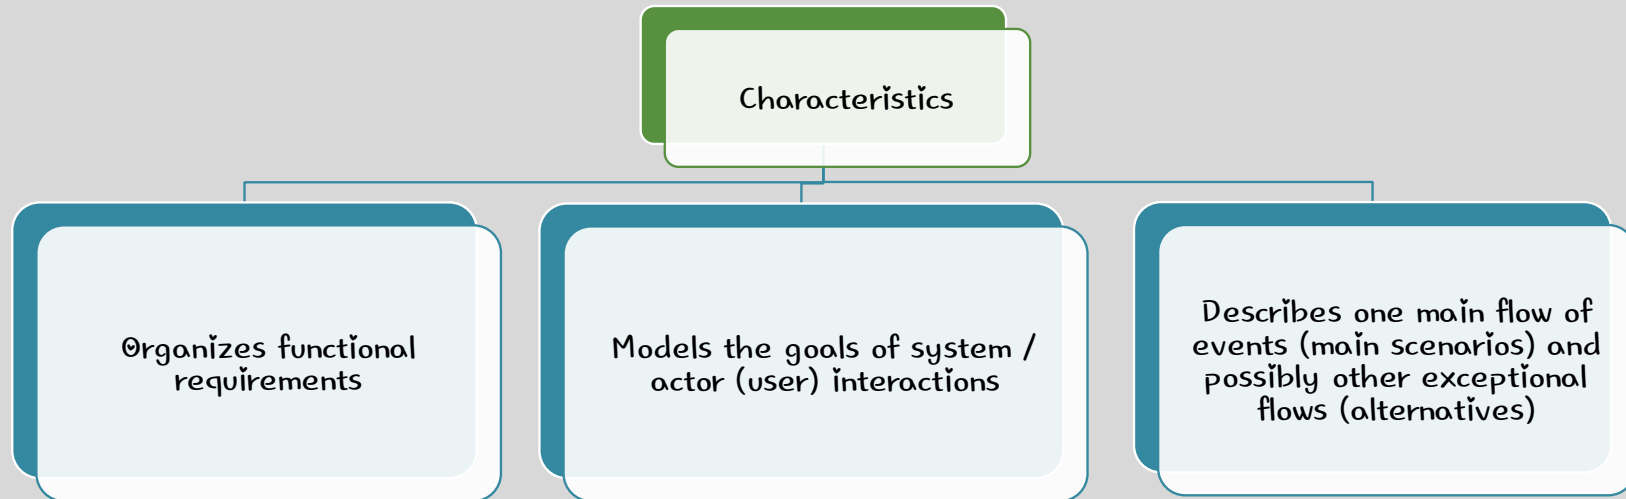 Characteristics
Organizes functional
requirements
Models the goals of system /
actor (user) interactions
Describes one main flow of
events (main scenarios) and
possibly other exceptional
flows (alternatives)